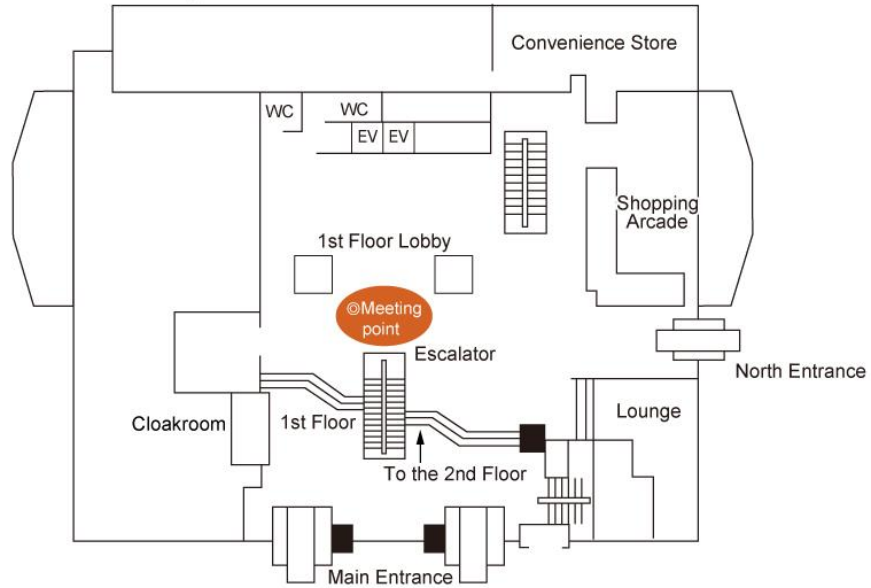 Convenience Store
WC
WC
EV
EV
Shopping
Arcade
1st Floor Lobby
◎Meeting
point
Escalator
North Entrance
Cloakroom
1st Floor
Lounge
To the 2nd Floor
Main Entrance